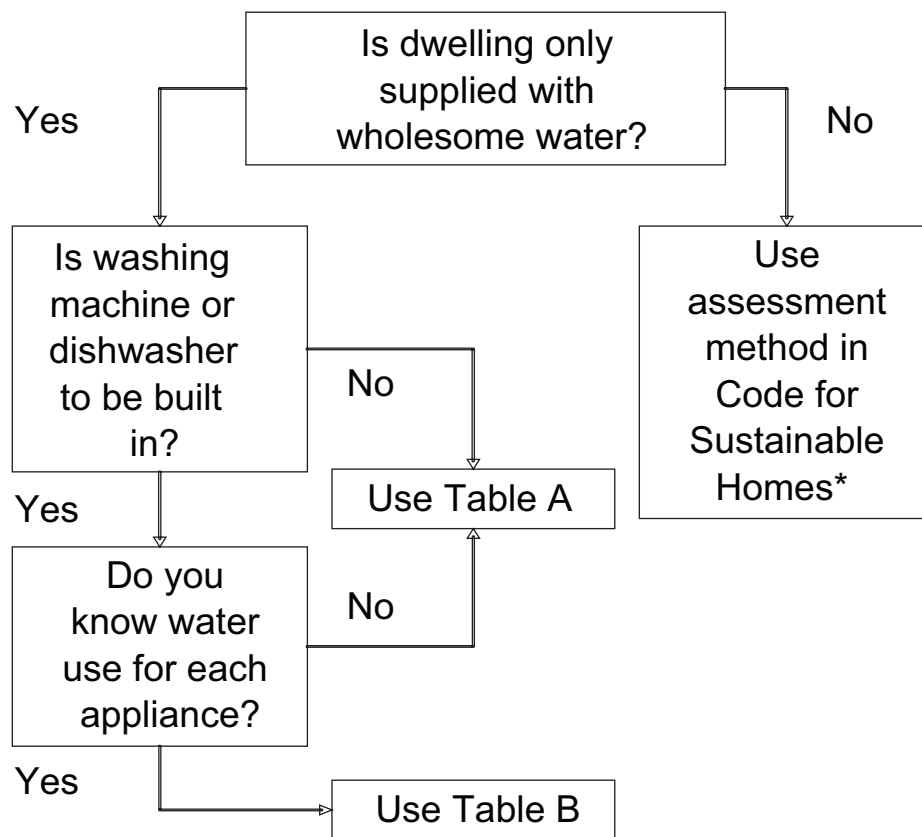 Is dwelling only
supplied with
wholesome water?
Yes
No
Is washing
machine or
dishwasher
to be built
in?
Use
assessment
method in
Code for
Sustainable
Homes*
No
Use Table A
Yes
Do you
know water
use for each
appliance?
No
Yes
Use Table B